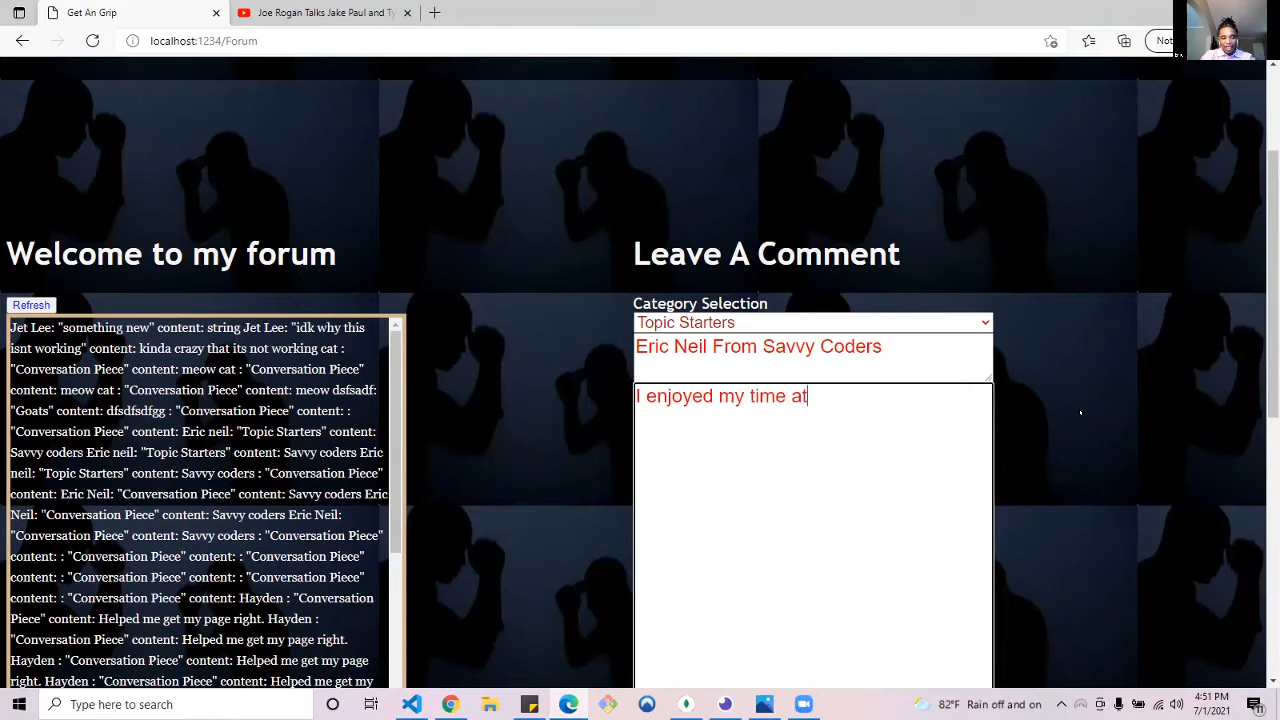 Get An Grip
Joe Rogan Talks Jake Paul and Ty
localhost:1234/Forum
Not
Welcome to my forum
Leave A Comment
Refresh
Category Selection
Topic Starters
Eric Neil From Savvy Coders
I enjoyed my time at
Jet Lee: "something new" content: string Jet Lee: "idk why this
isnt working" content: kinda crazy that its not working cat :
"Conversation Piece" content: meow cat : "Conversation Piece"
content: meow cat : "Conversation Piece" content: meow dsfsadf:
"Goats" content: dfsdfsdfgg : "Conversation Piece" content: :
"Conversation Piece" content: Eric neil: "Topic Starters" content:
Savvy coders Eric neil: "Topic Starters" content: Savvy coders Eric
neil: "Topic Starters" content: Savvy coders : "Conversation Piece"
content: Eric Neil: "Conversation Piece" content: Savvy coders Eric
Neil: "Conversation Piece" content: Savvy coders Eric Neil:
"Conversation Piece" content: Savvy coders : "Conversation Piece"
content: : "Conversation Piece" content: : "Conversation Piece"
content: : "Conversation Piece" content: : "Conversation Piece"
content: : "Conversation Piece" content: Hayden : "Conversation
Piece" content: Helped me get my page right. Hayden :
"Conversation Piece" content: Helped me get my page right.
Hayden : "Conversation Piece" content: Helped me get my page
right. Hayden : "Conversation Piece" content: Helped me get my
Type here to search
82°F Rain off and on
4:51 PM
7/1/2021